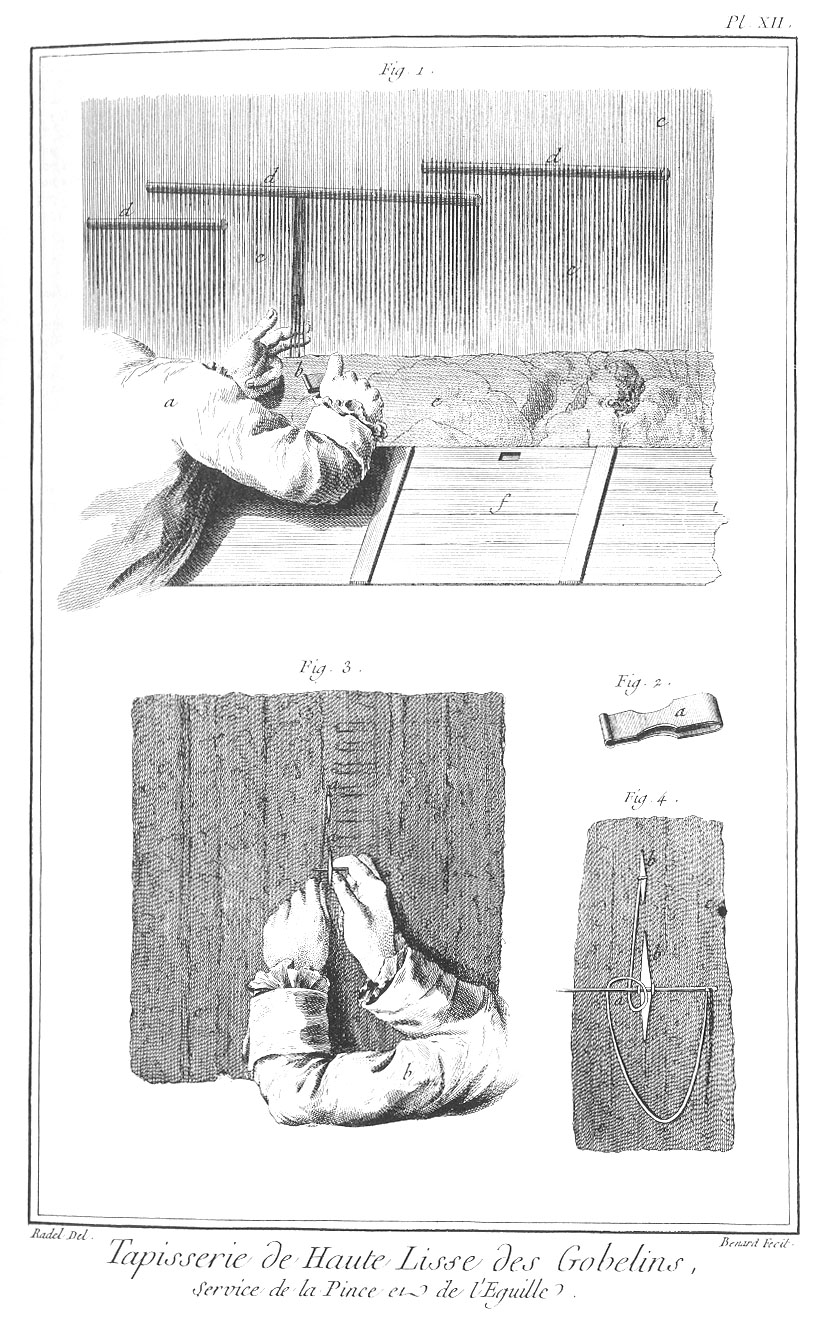 Pl. XII.
Fig. 1.
c
d
d
d
c
c
b
a
e
f
Fig. 3.
Fig. 2.
a
Fig. 4.
a
b
c
b
b
Radel Del.
Benard Fecit.
Tapisserie de Haute Lisse des Gobelins,
Service de la Pince et de l'Eguille.